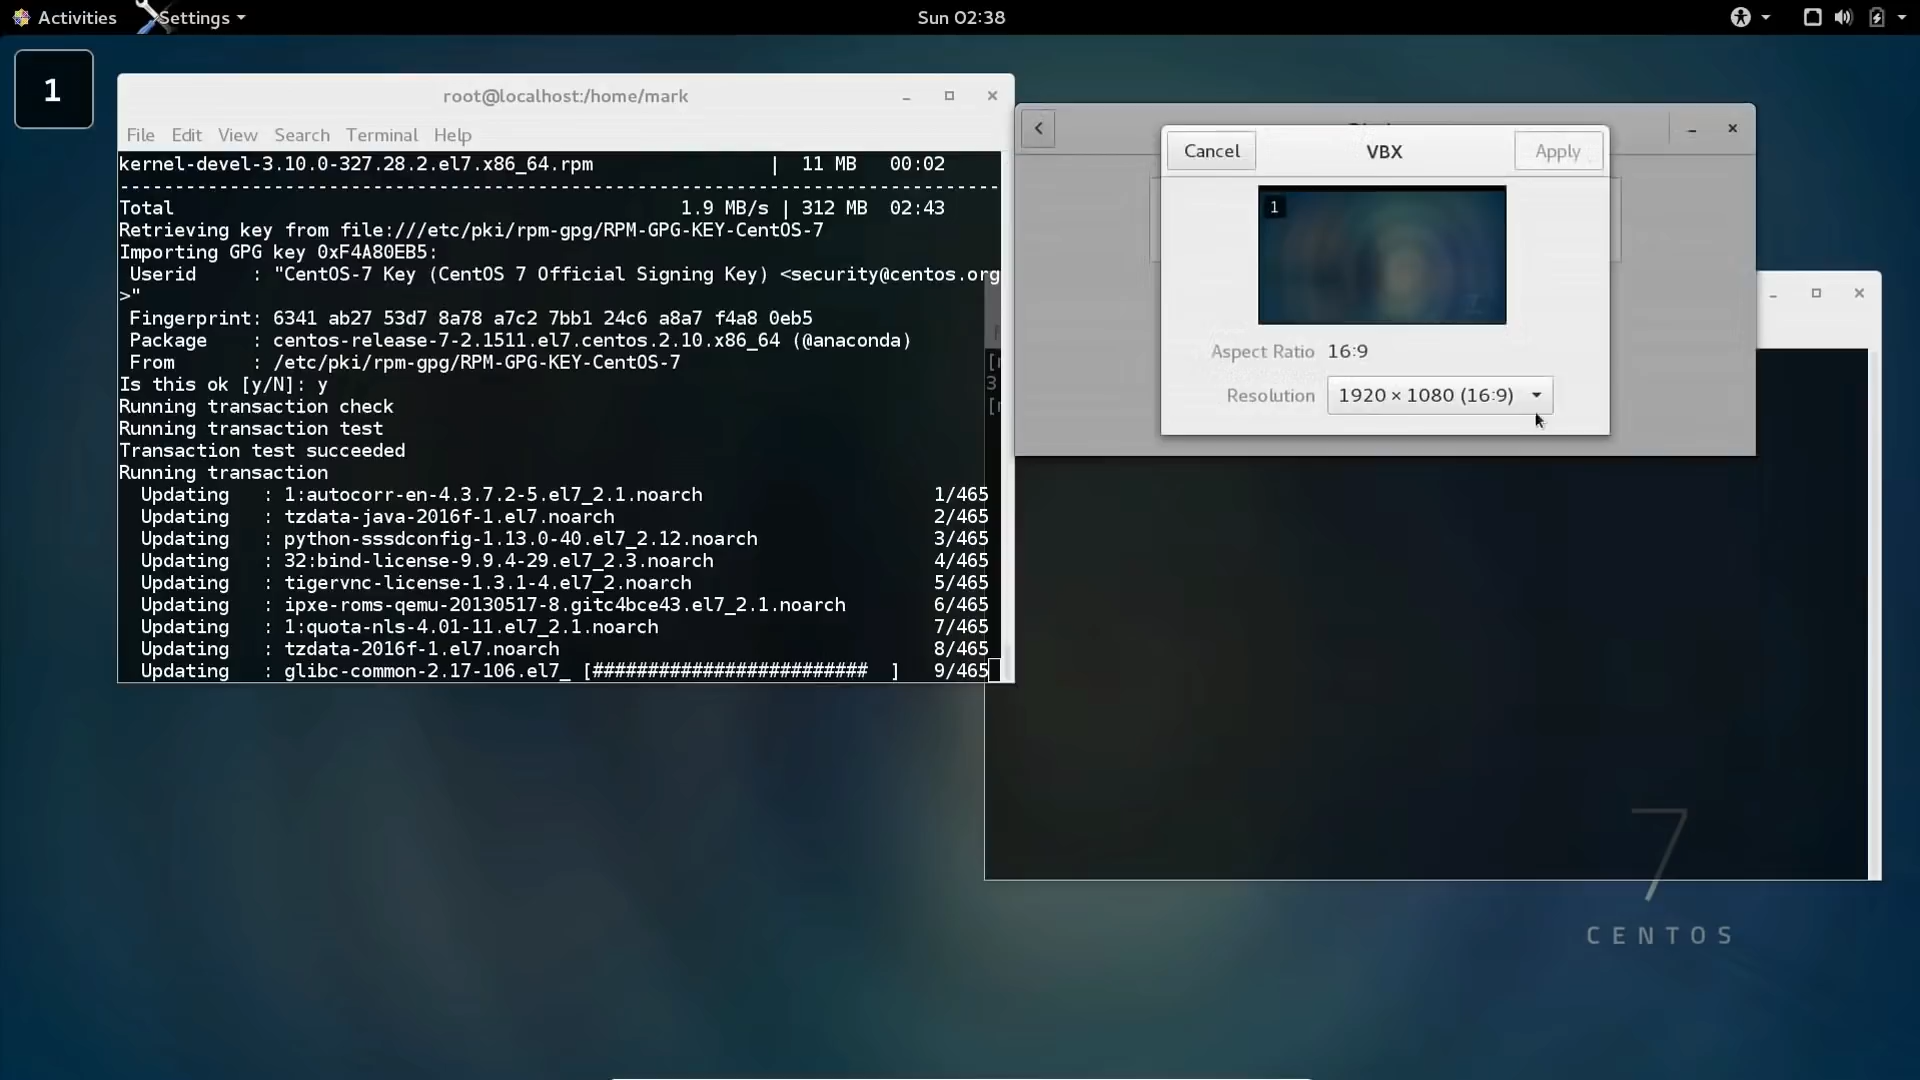 Activities
Settings
Sun 02:38
1
root@localhost:/home/mark
File Edit View Search Terminal Help
kernel-devel-3.10.0-327.28.2.el7.x86_64.rpm | 11 MB 00:02
--------------------------------------------------------------------------------
Total 1.9 MB/s | 312 MB 02:43
Retrieving key from file:///etc/pki/rpm-gpg/RPM-GPG-KEY-CentOS-7
Importing GPG key 0xF4A80EB5:
Userid : "CentOS-7 Key (CentOS 7 Official Signing Key) <security@centos.org
>"
Fingerprint: 6341 ab27 53d7 8a78 a7c2 7bb1 24c6 a8a7 f4a8 0eb5
Package : centos-release-7-2.1511.el7.centos.2.10.x86_64 (@anaconda)
From : /etc/pki/rpm-gpg/RPM-GPG-KEY-CentOS-7
Is this ok [y/N]: y
Running transaction check
Running transaction test
Transaction test succeeded
Running transaction
Updating : 1:autocorr-en-4.3.7.2-5.el7_2.1.noarch 1/465
Updating : tzdata-java-2016f-1.el7.noarch 2/465
Updating : python-sssdconfig-1.13.0-40.el7_2.12.noarch 3/465
Updating : 32:bind-license-9.9.4-29.el7_2.3.noarch 4/465
Updating : tigervnc-license-1.3.1-4.el7_2.noarch 5/465
Updating : ipxe-roms-qemu-20130517-8.gitc4bce43.el7_2.1.noarch 6/465
Updating : 1:quota-nls-4.01-11.el7_2.1.noarch 7/465
Updating : tzdata-2016f-1.el7.noarch 8/465
Updating : glibc-common-2.17-106.el7_ [######################### ] 9/465
Cancel
VBX
Apply
1
Aspect Ratio 16:9
Resolution 1920 × 1080 (16:9)
[
3
[
7
CENTOS